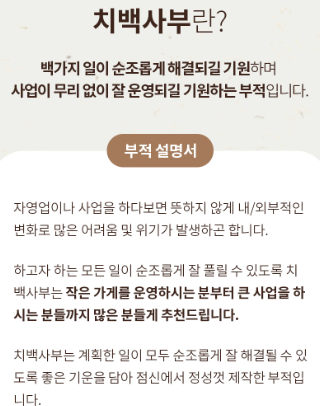 치백사부란?
백가지 일이 순조롭게 해결되길 기원하며
사업이 무리 없이 잘 운영되길 기원하는 부적입니다.
부적 설명서
자영업이나 사업을 하다보면 뜻하지 않게 내/외부적인
변화로 많은 어려움 및 위기가 발생하곤 합니다.
하고자 하는 모든 일이 순조롭게 잘 풀릴 수 있도록 치
백사부는 작은 가게를 운영하시는 분부터 큰 사업을 하
시는 분들까지 많은 분들게 추천드립니다.
치백사부는 계획한 일이 모두 순조롭게 잘 해결될 수 있
도록 좋은 기운을 담아 점신에서 정성껏 제작한 부적입
니다.